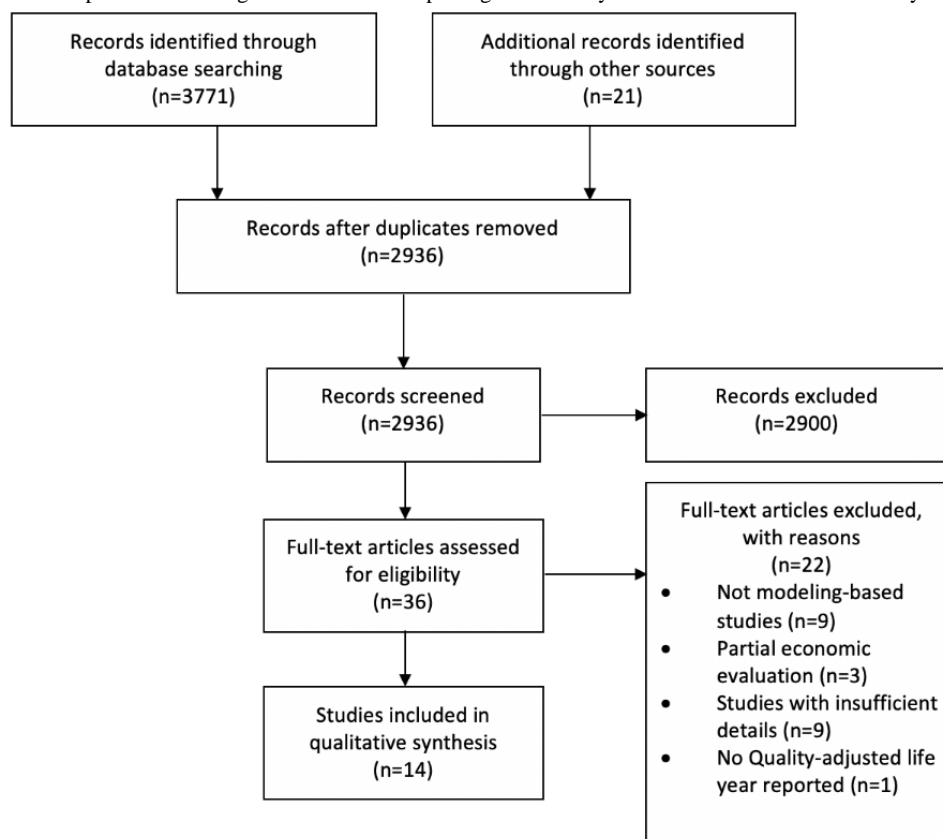 Records identified through
database searching
(n=3771)
Additional records identified
through other sources
(n=21)
Records after duplicates removed
(n=2936)
Records screened
(n=2936)
Records excluded
(n=2900)
Full-text articles assessed
for eligibility
(n=36)
Full-text articles excluded,
with reasons
(n=22)
• Not modeling-based
studies (n=9)
• Partial economic
evaluation (n=3)
• Studies with insufficient
details (n=9)
• No Quality-adjusted life
year reported (n=1)
Studies included in
qualitative synthesis
(n=14)